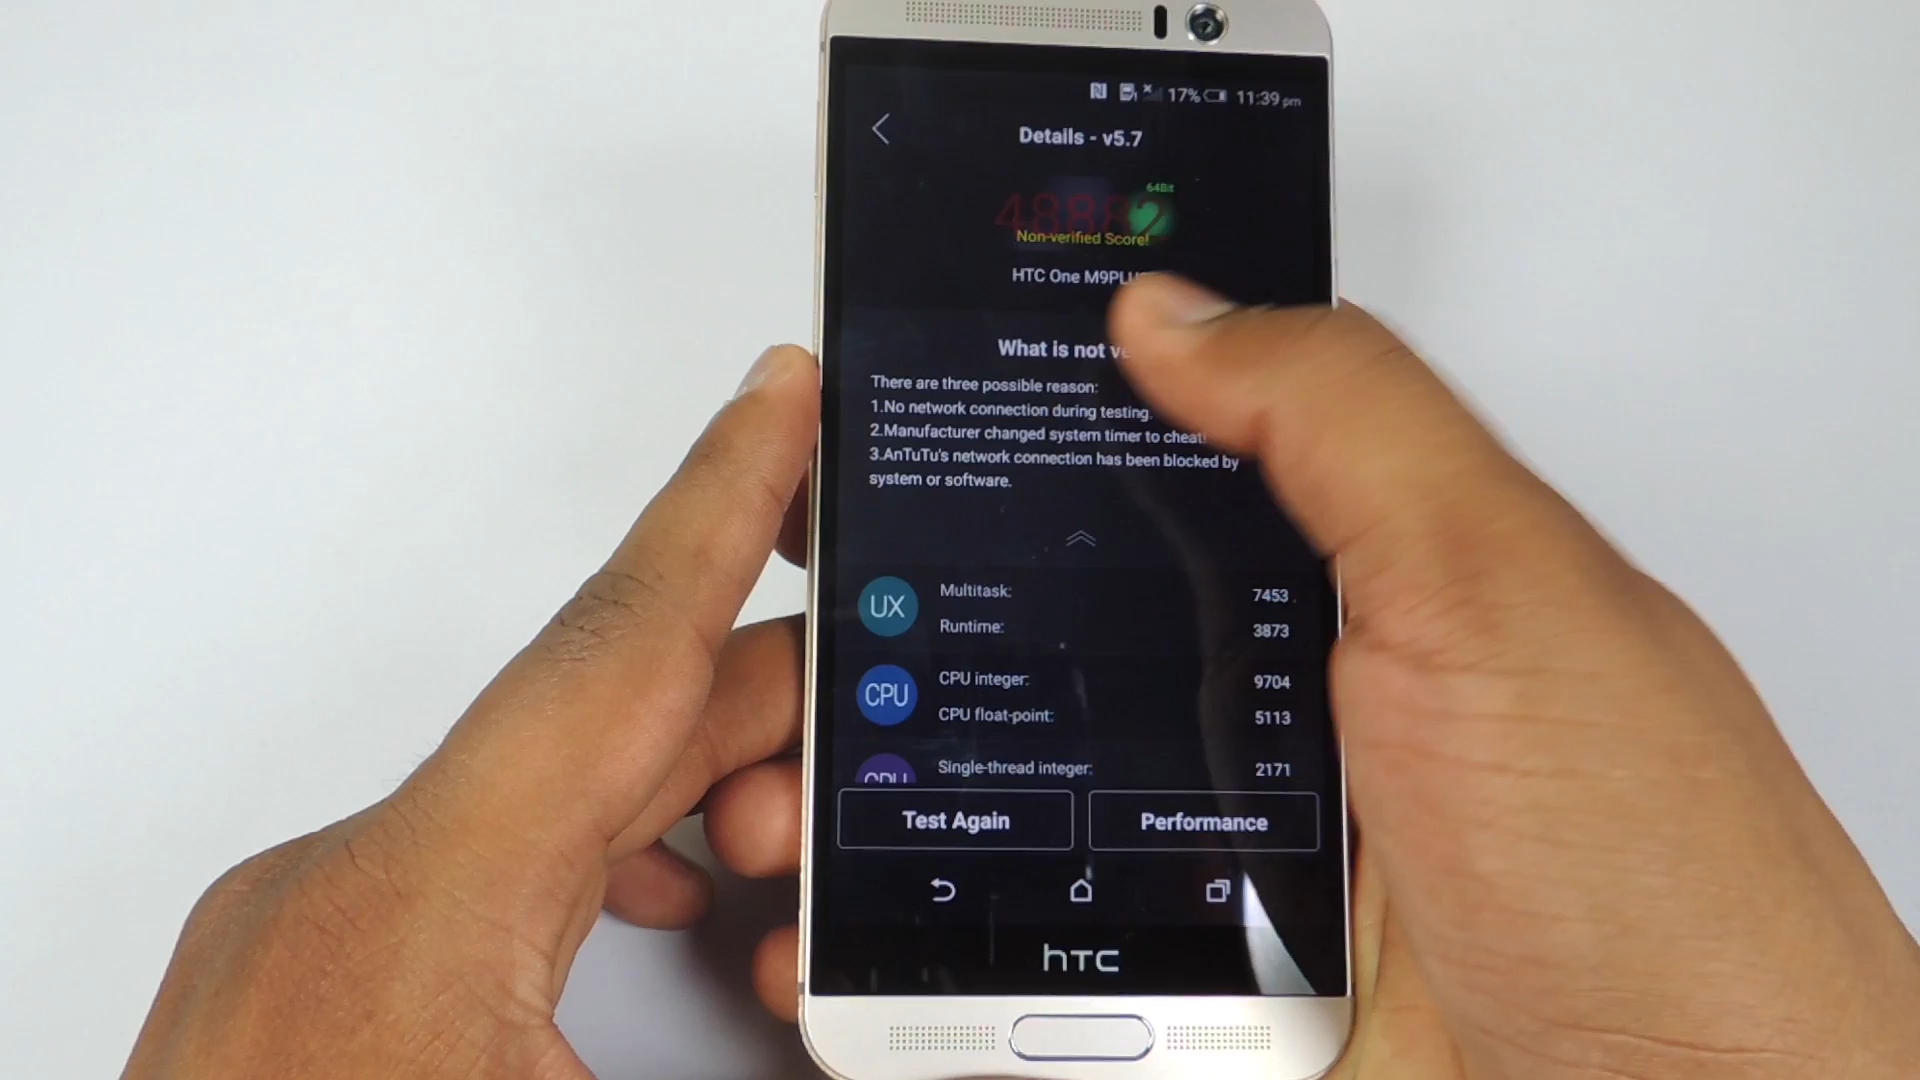 17% 11:39 pm
Details - v5.7
64Bit
48882
Non-verified Score!
HTC One M9PLUS
What is not
There are three possible reason:
1.No network connection during testing.
2.Manufacturer changed system timer to cheat!
3.AnTuTu's network connection has been blocked by
system or software.
UX
Multitask: 7453
Runtime: 3873
CPU
CPU integer: 9704
CPU float-point: 5113
CPU
Single-thread integer: 2171
Test Again Performance
hTC